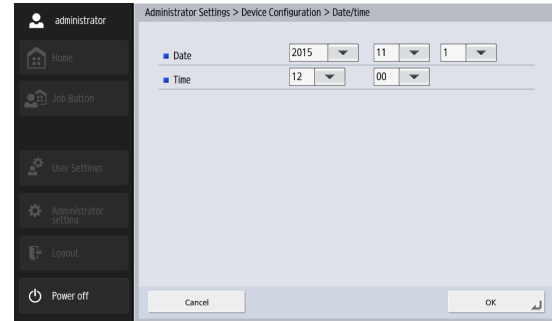 administrator
Home
Job Button
User Settings
Administrator
setting
Logout
Power off
Administrator Settings > Device Configuration > Date/time
Date 2015 11 1
Time 12 00
Cancel OK